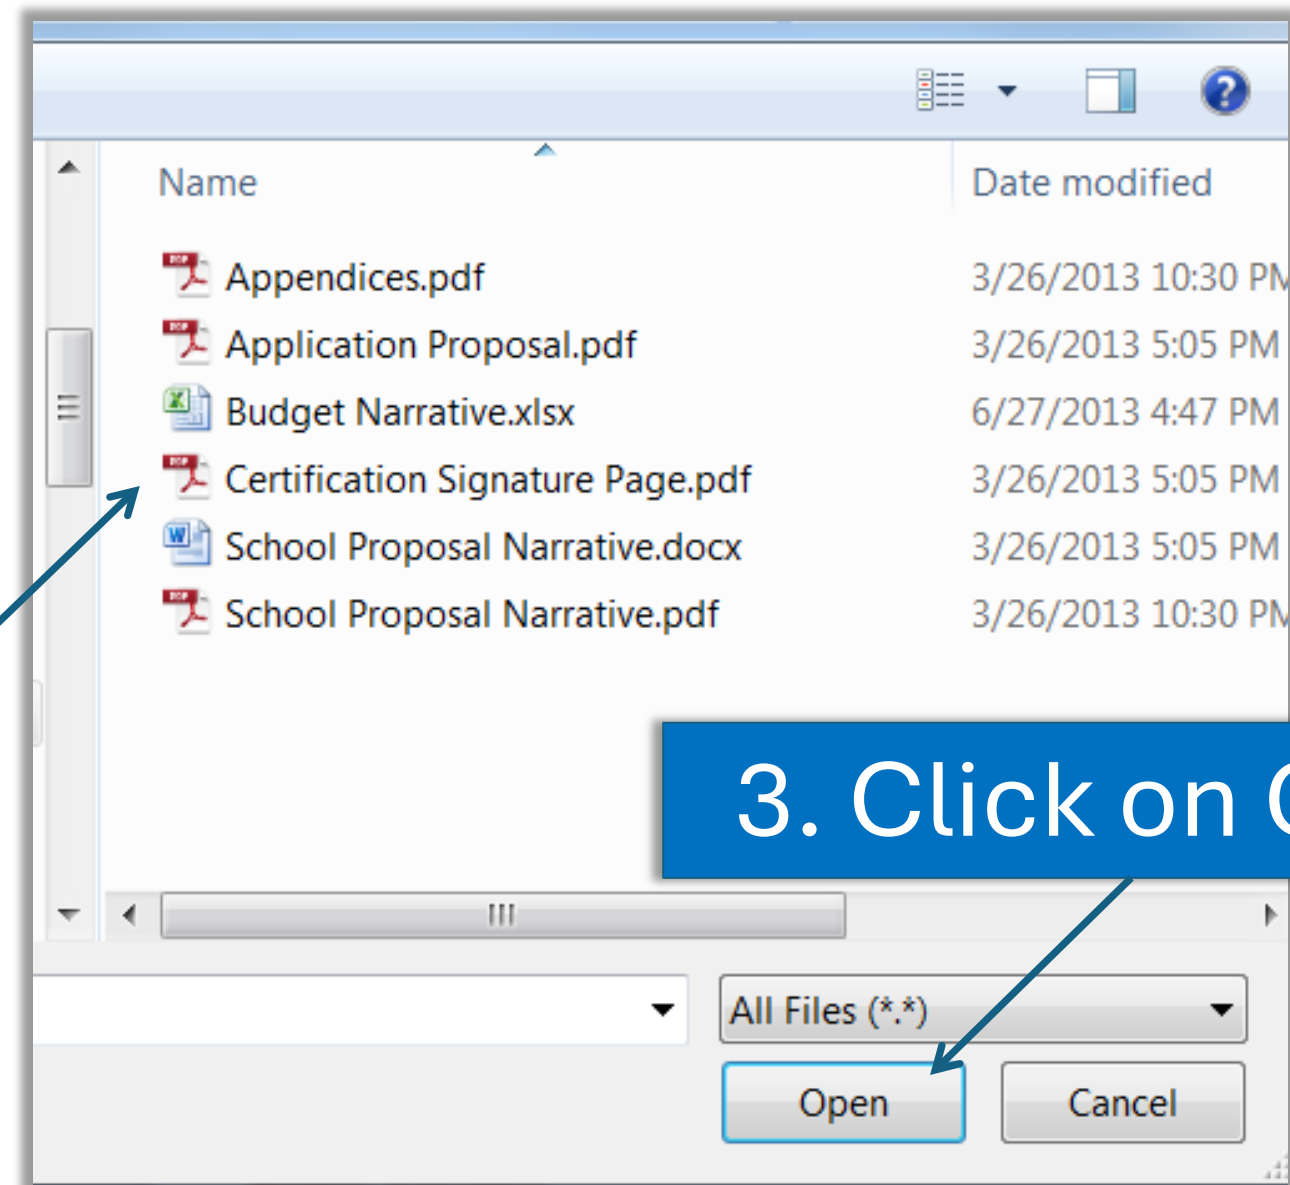 Name Date modified
Appendices.pdf 3/26/2013 10:30 PM
Application Proposal.pdf 3/26/2013 5:05 PM
Budget Narrative.xlsx 6/27/2013 4:47 PM
Certification Signature Page.pdf 3/26/2013 5:05 PM
School Proposal Narrative.docx 3/26/2013 5:05 PM
School Proposal Narrative.pdf 3/26/2013 10:30 PM
3. Click on
All Files (*.*)
Open Cancel